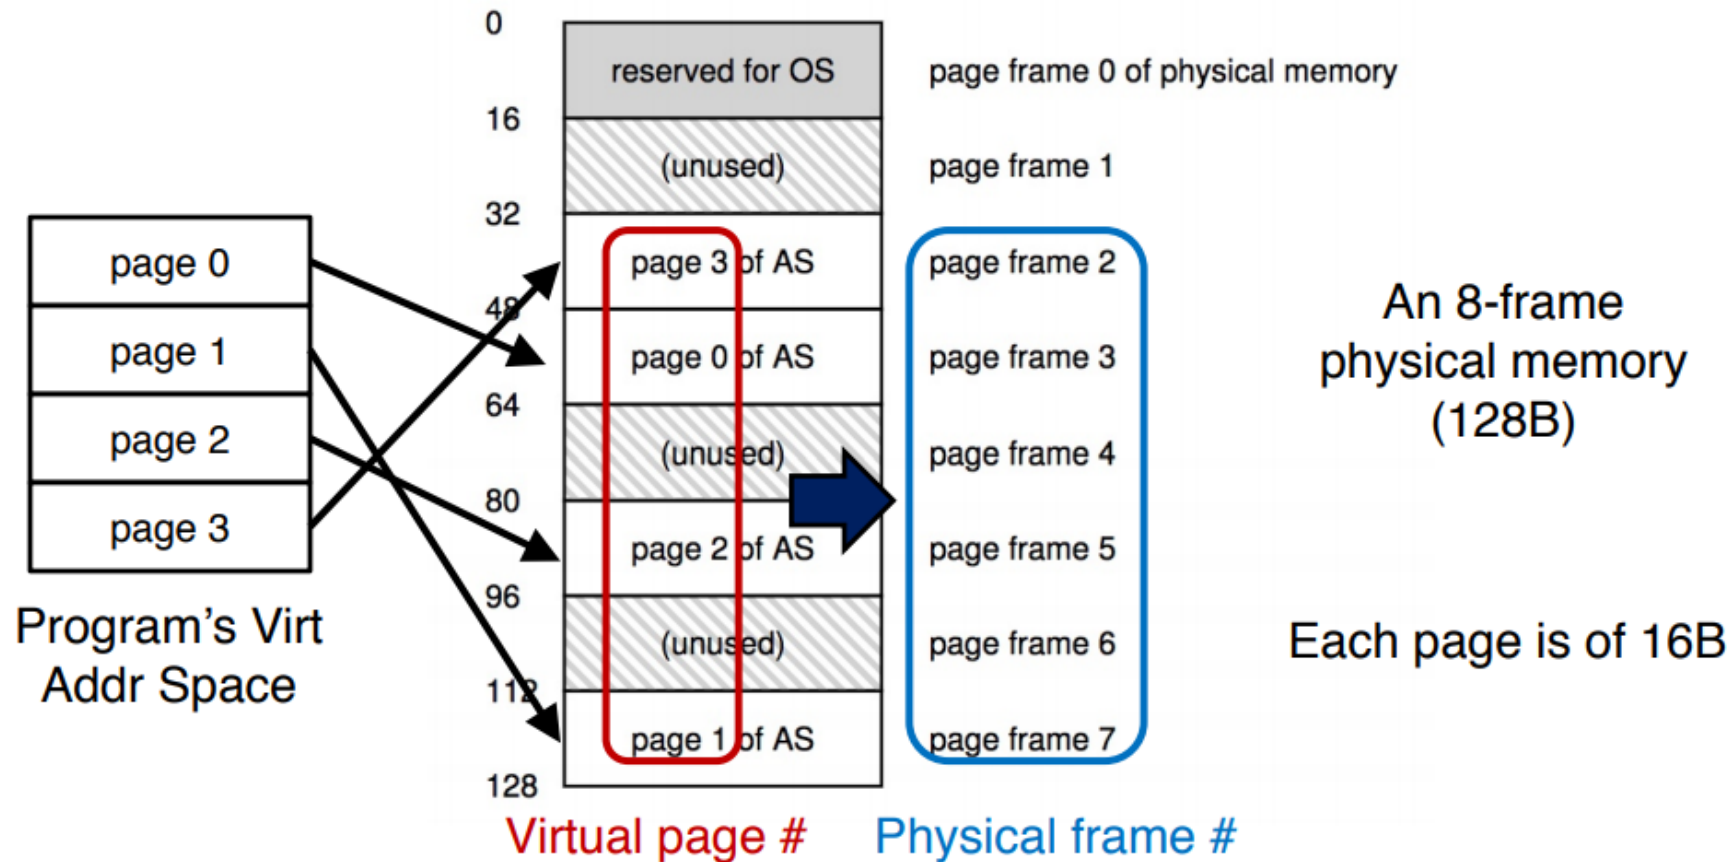 0
reserved for OS
page frame 0 of physical memory
16
(unused)
page frame 1
32
page 0
page 3 of AS
page frame 2
48
page 1
page 0 of AS
page frame 3
An 8-frame
physical memory
(128B)
64
page 2
(unused)
page frame 4
80
page 3
page 2 of AS
page frame 5
96
Program's Virt
Addr Space
(unused)
page frame 6
Each page is of 16B
112
page 1 of AS
page frame 7
128
Virtual page #
Physical frame #